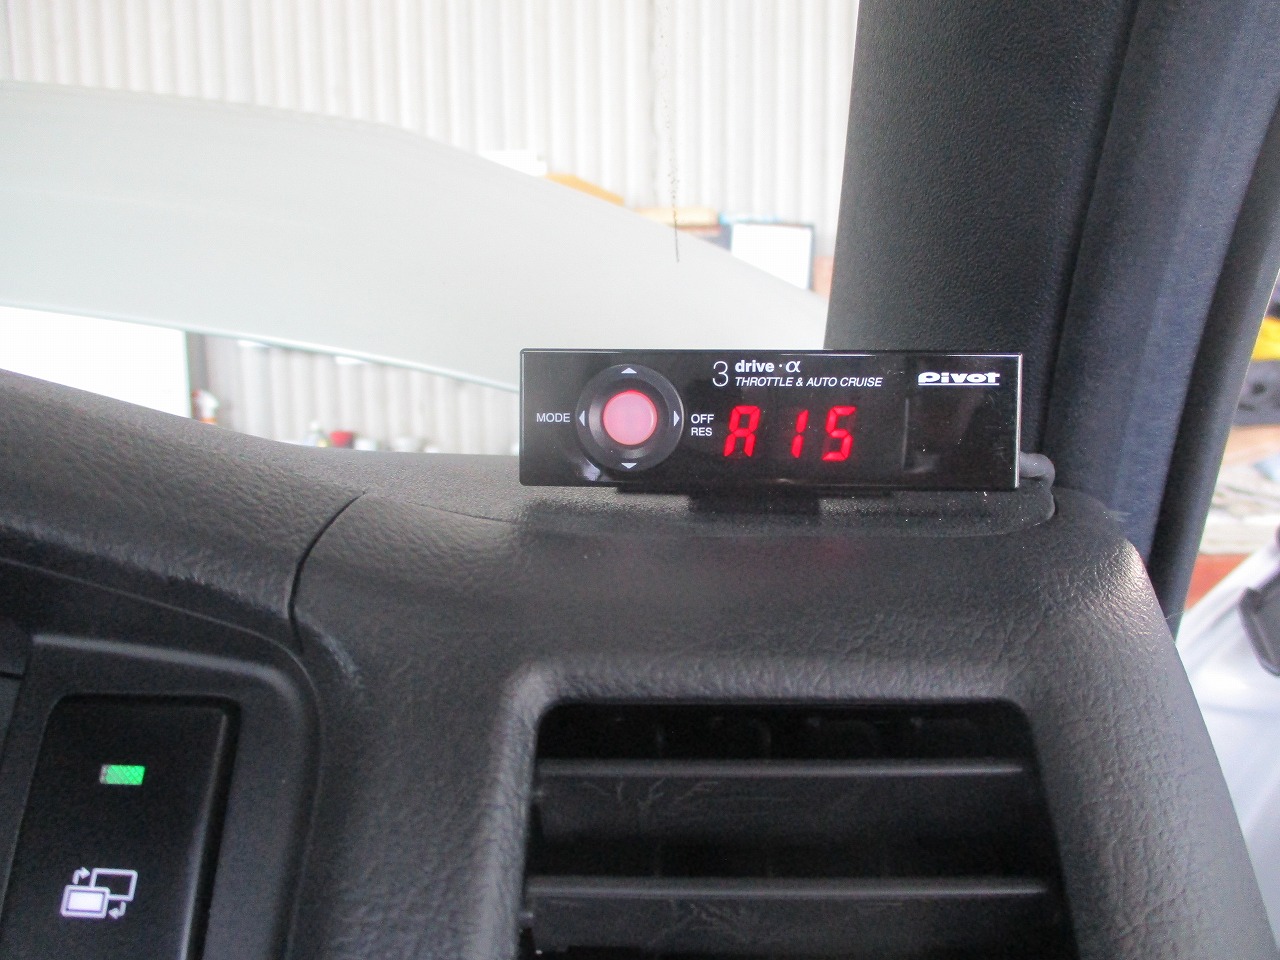 3 drive・α
THROTTLE & AUTO CRUISE
Pivot
MODE
OFF
RES
A15